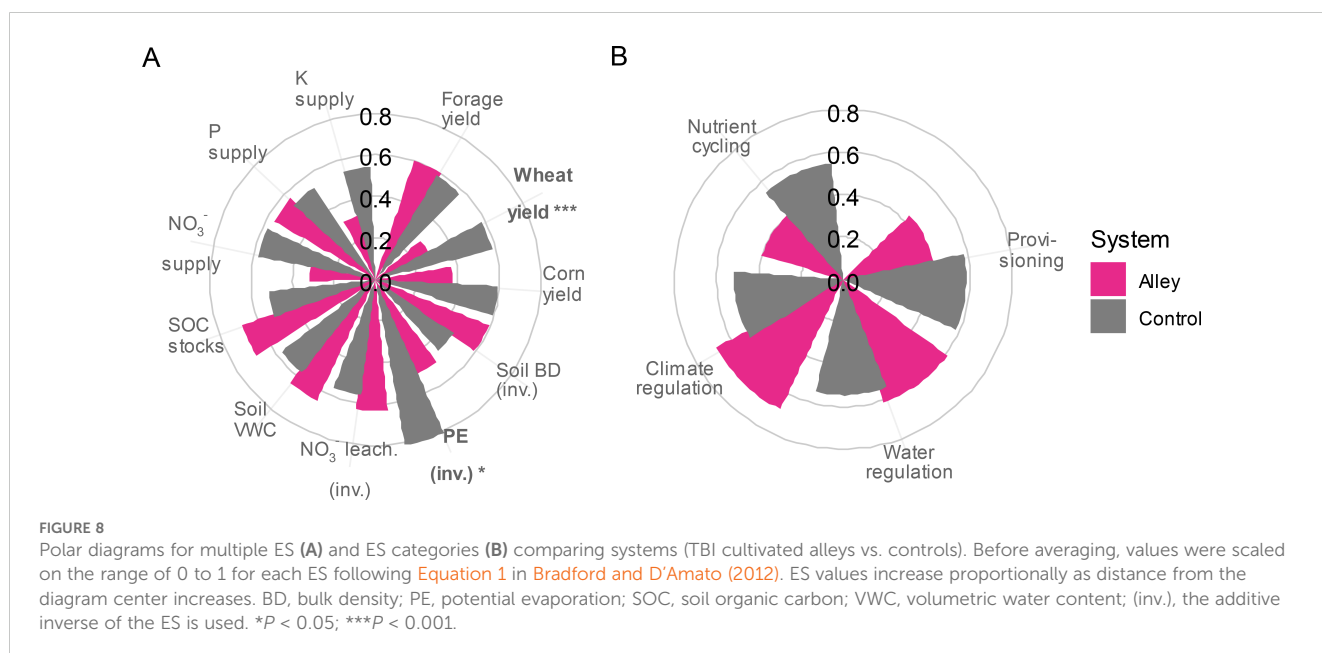 A
B
K
supply
P
supply
NO3-
supply
SOC
stocks
Soil
VWC
NO3- leach.
(inv.)
PE
(inv.) *
Soil BD
(inv.)
Corn
yield
Wheat
yield ***
Forage
yield
0.8
0.6
0.4
0.2
0.0
Nutrient
cycling
Climate
regulation
Water
regulation
Provi-
sioning
0.8
0.6
0.4
0.2
0.0
System
Alley
Control
FIGURE 8
Polar diagrams for multiple ES (A) and ES categories (B) comparing systems (TBI cultivated alleys vs. controls). Before averaging, values were scaled
on the range of 0 to 1 for each ES following Equation 1 in Bradford and D’Amato (2012). ES values increase proportionally as distance from the
diagram center increases. BD, bulk density; PE, potential evaporation; SOC, soil organic carbon; VWC, volumetric water content; (inv.), the additive
inverse of the ES is used. *P < 0.05; ***P < 0.001.